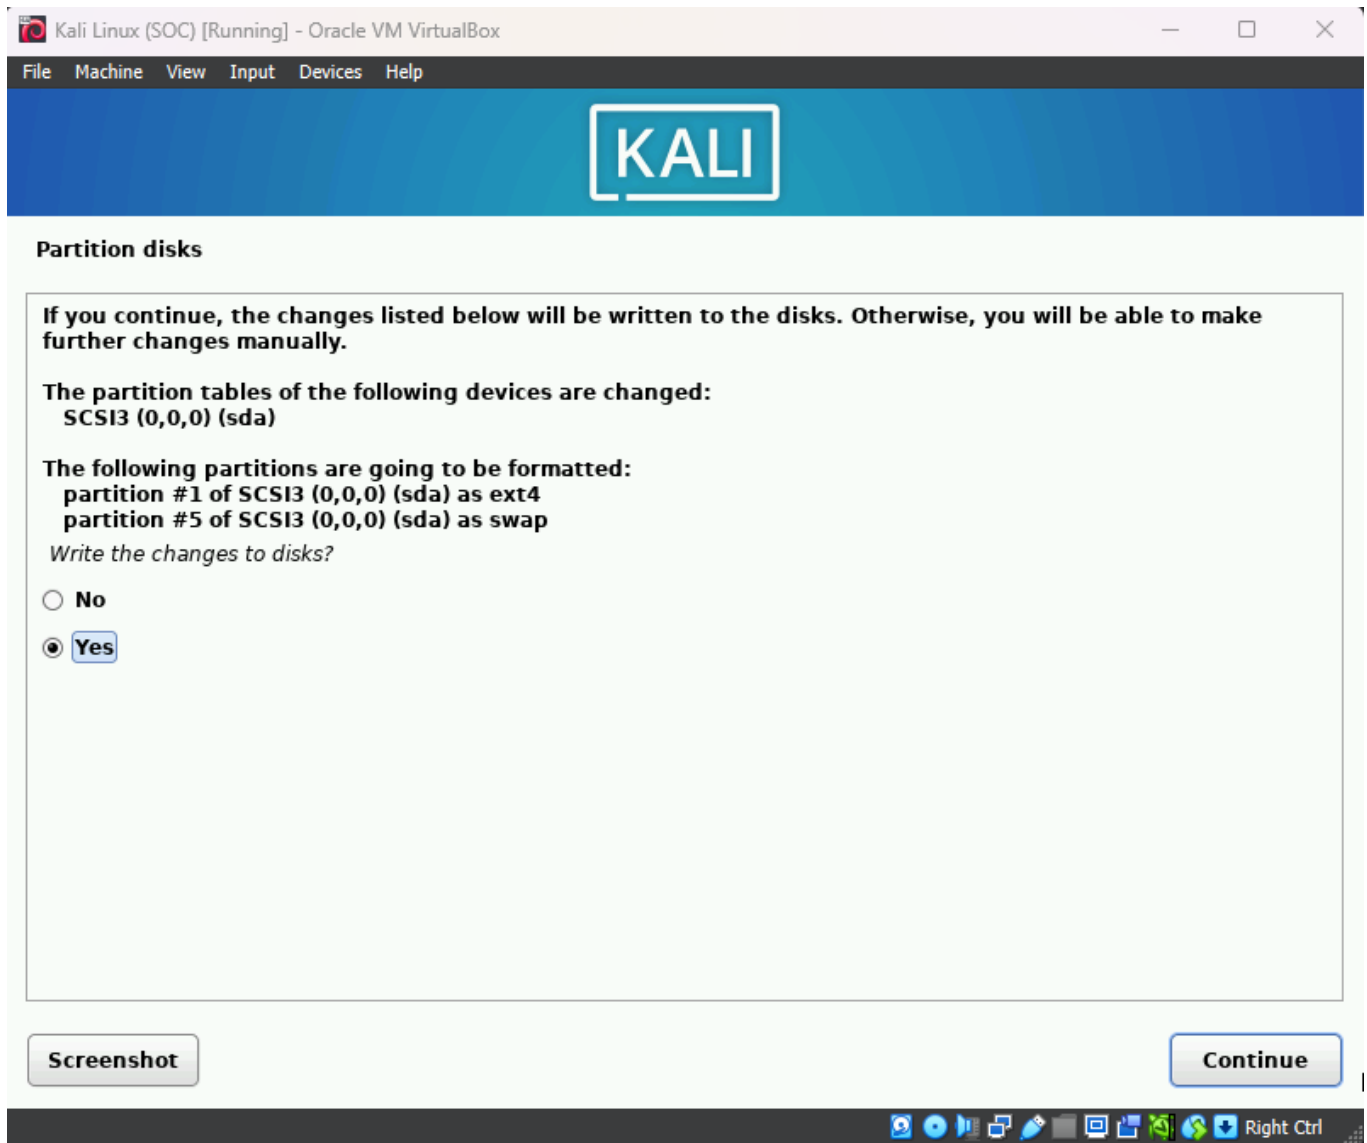 Kali Linux (SOC) [Running] - Oracle VM VirtualBox
File Machine View Input Devices Help
KALI
Partition disks
If you continue, the changes listed below will be written to the disks. Otherwise, you will be able to make
further changes manually.
The partition tables of the following devices are changed:
SCSI3 (0,0,0) (sda)
The following partitions are going to be formatted:
partition #1 of SCSI3 (0,0,0) (sda) as ext4
partition #5 of SCSI3 (0,0,0) (sda) as swap
Write the changes to disks?
No
Yes
Screenshot
Continue
Right Ctrl